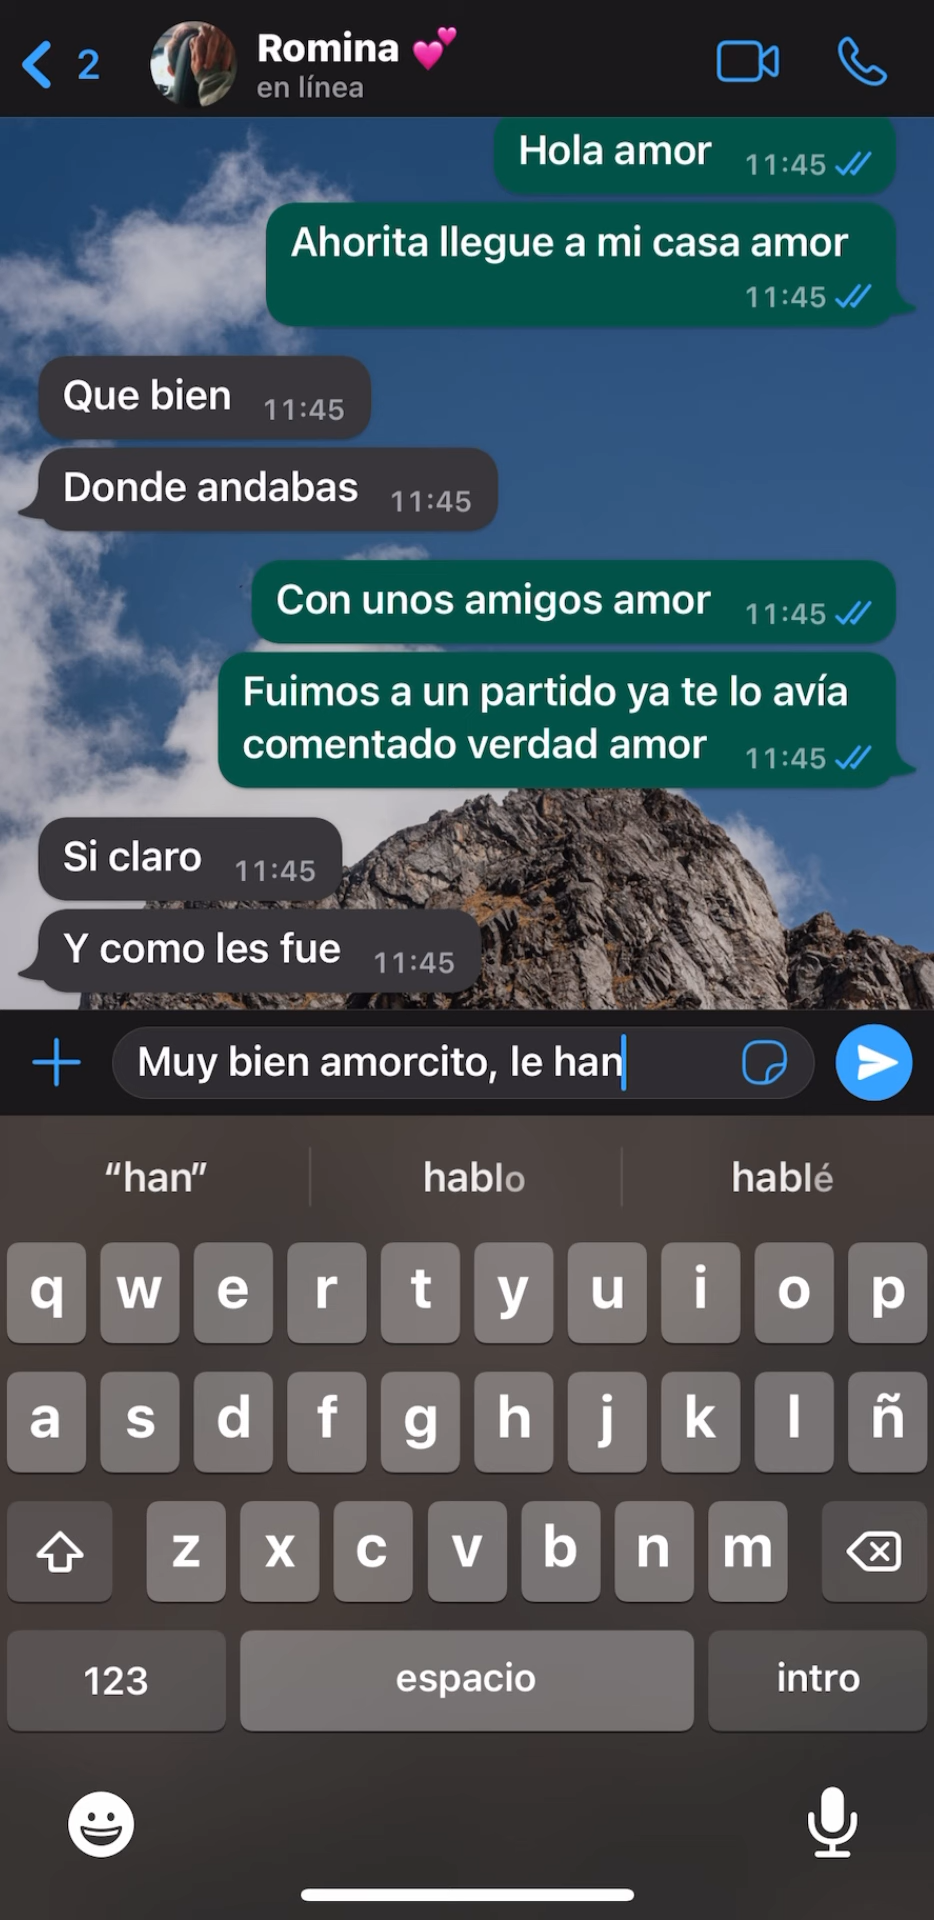 2
Romina 💕
en línea
Hola amor 11:45
Ahorita llegue a mi casa amor
11:45
Que bien 11:45
Donde andabas 11:45
Con unos amigos amor 11:45
Fuimos a un partido ya te lo avía
comentado verdad amor 11:45
Si claro 11:45
Y como les fue 11:45
Muy bien amorcito, le han
“han” hablo hablé
q w e r t y u i o p
a s d f g h j k l ñ
z x c v b n m
123 espacio intro